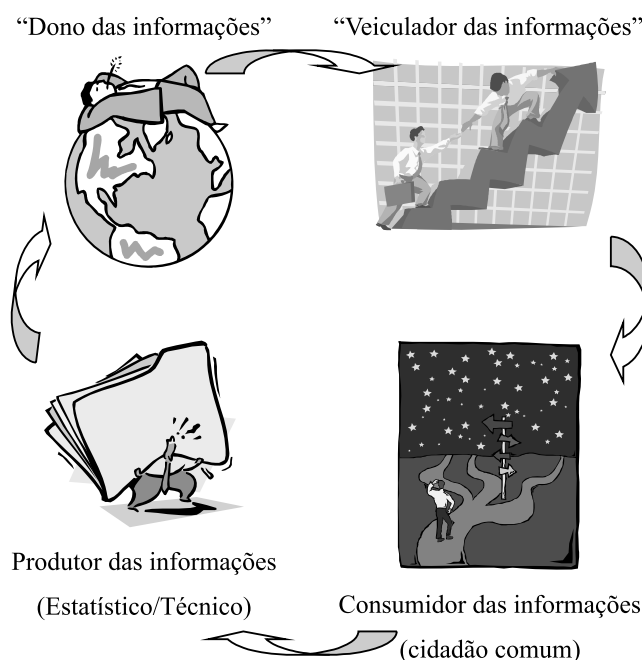 “Dono das informações”
“Veiculador das informações”
Produtor das informações
(Estatístico/Técnico)
Consumidor das informações
(cidadão comum)